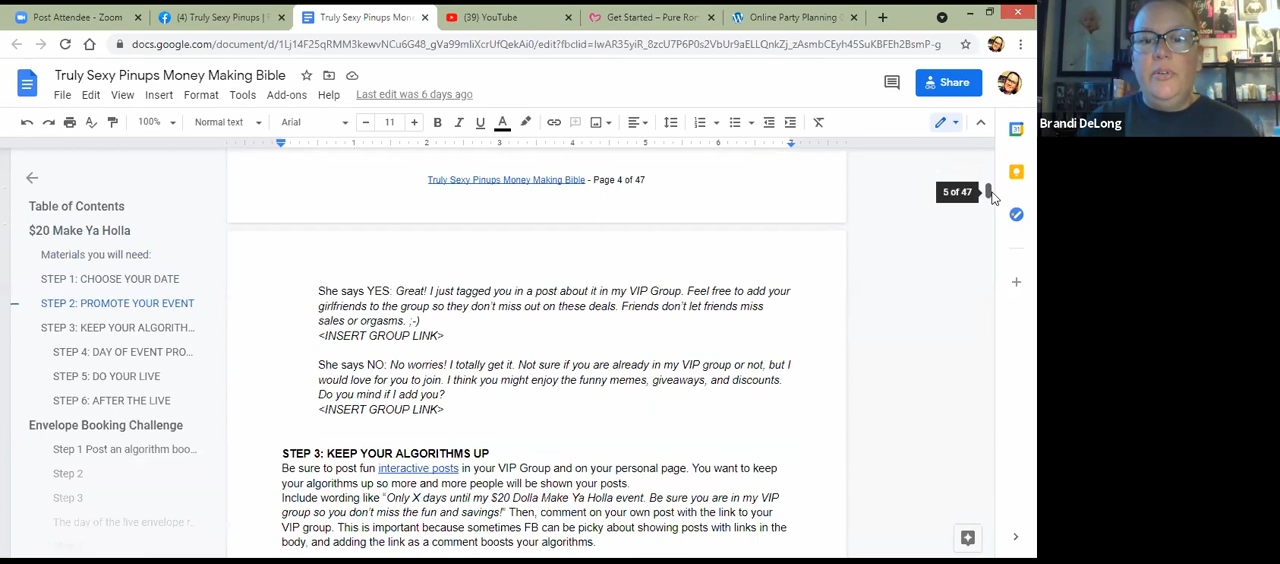 Post Attendee - Zoom
(4) Truly Sexy Pinups |
Truly Sexy Pinups Mon
(39) YouTube
Get Started – Pure Ror
Online Party Planning
docs.google.com/document/d/1Lj14F25qRMM3kewvNCu6G48_gVa99mIiXcrUfQekAi0/edit?fbclid=IwAR35yiR_8zcU7P6P0s2VbUr9aELLQnkZj_zAsmbCEyh45SuKBFEh2BsmP-g
Truly Sexy Pinups Money Making Bible
File Edit View Insert Format Tools Add-ons Help Last edit was 6 days ago
Share
100% Normal text Arial 11
1 2 3 4 5 6 7
Brandi DeLong
Table of Contents
$20 Make Ya Holla
Materials you will need:
STEP 1: CHOOSE YOUR DATE
STEP 2: PROMOTE YOUR EVENT
STEP 3: KEEP YOUR ALGORITH...
STEP 4: DAY OF EVENT PRO...
STEP 5: DO YOUR LIVE
STEP 6: AFTER THE LIVE
Envelope Booking Challenge
Step 1 Post an algorithm boo...
Step 2
Step 3
The day of the live envelope r...
Truly Sexy Pinups Money Making Bible - Page 4 of 47
5 of 47
She says YES: Great! I just tagged you in a post about it in my VIP Group. Feel free to add your
girlfriends to the group so they don't miss out on these deals. Friends don't let friends miss
sales or orgasms. ;-)
<INSERT GROUP LINK>
She says NO: No worries! I totally get it. Not sure if you are already in my VIP group or not, but I
would love for you to join. I think you might enjoy the funny memes, giveaways, and discounts.
Do you mind if I add you?
<INSERT GROUP LINK>
STEP 3: KEEP YOUR ALGORITHMS UP
Be sure to post fun interactive posts in your VIP Group and on your personal page. You want to keep
your algorithms up so more and more people will be shown your posts.
Include wording like “Only X days until my $20 Dolla Make Ya Holla event. Be sure you are in my VIP
group so you don't miss the fun and savings!“ Then, comment on your own post with the link to your
VIP group. This is important because sometimes FB can be picky about showing posts with links in the
body, and adding the link as a comment boosts your algorithms.